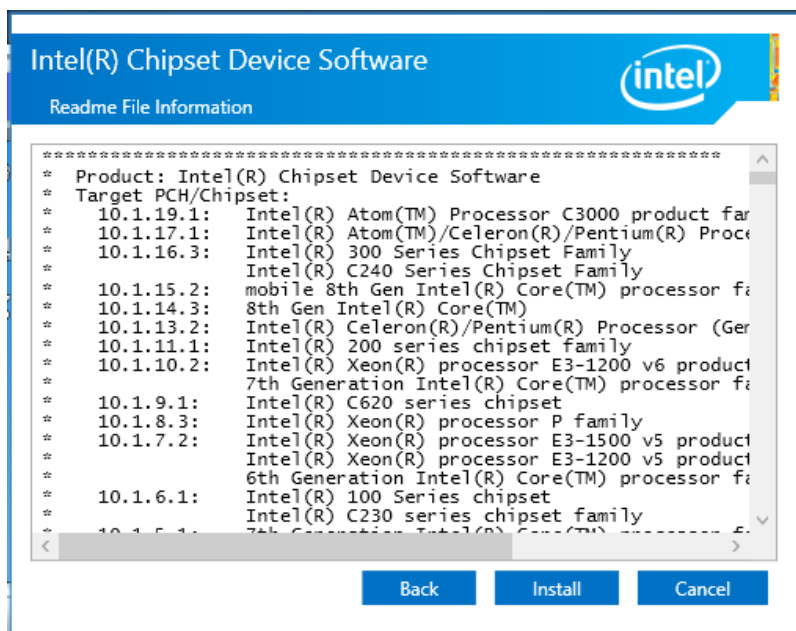 Intel(R) Chipset Device Software
intel
Readme File Information
************************************************************
* Product: Intel(R) Chipset Device Software
* Target PCH/Chipset:
* 10.1.19.1: Intel(R) Atom(TM) Processor C3000 product
* 10.1.17.1: Intel(R) Atom(TM)/Celeron(R)/Pentium(R)
* 10.1.16.3: Intel(R) 300 Series Chipset Family
* Intel(R) C240 Series Chipset Family
* 10.1.15.2: mobile 8th Gen Intel(R) Core(TM) processor
* 10.1.14.3: 8th Gen Intel(R) Core(TM)
* 10.1.13.2: Intel(R) Celeron(R)/Pentium(R) Processor
* 10.1.11.1: Intel(R) 200 series chipset family
* 10.1.10.2: Intel(R) Xeon(R) processor E3-1200 v6 product
* 7th Generation Intel(R) Core(TM) processor
* 10.1.9.1: Intel(R) C620 series chipset
* 10.1.8.3: Intel(R) Xeon(R) processor P family
* 10.1.7.2: Intel(R) Xeon(R) processor E3-1500 v5 product
* Intel(R) Xeon(R) processor E3-1200 v5 product
* 6th Generation Intel(R) Core(TM) processor
* 10.1.6.1: Intel(R) 100 Series chipset
* Intel(R) C230 series chipset family
Back
Install
Cancel